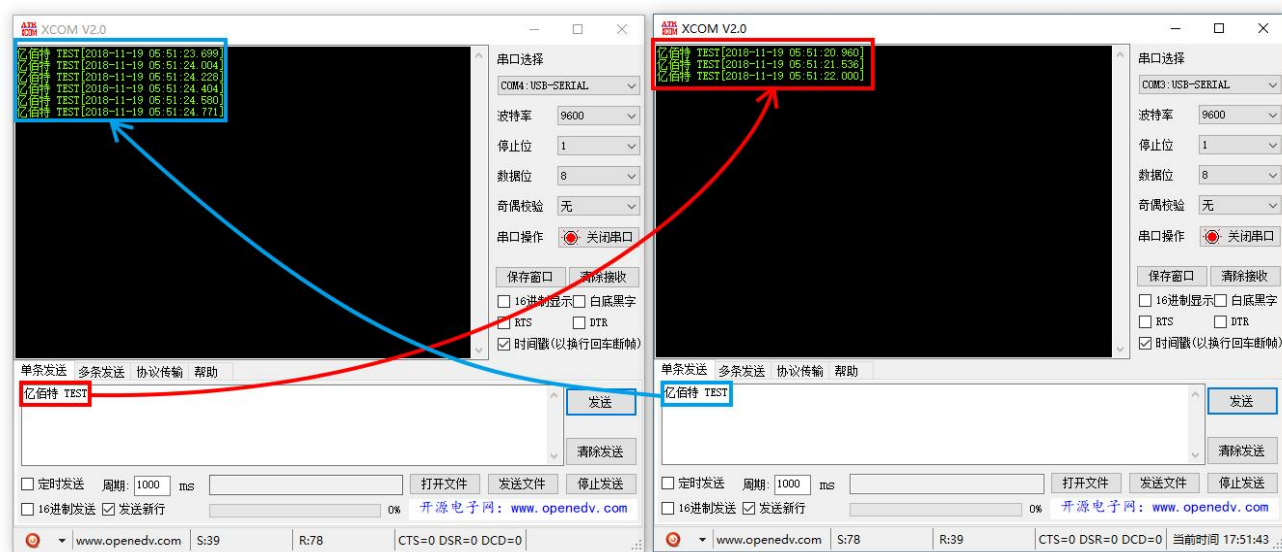 XCOM V2.0
亿佰特 TEST[2018-11-19 05:51:23.699]
亿佰特 TEST[2018-11-19 05:51:24.004]
亿佰特 TEST[2018-11-19 05:51:24.228]
亿佰特 TEST[2018-11-19 05:51:24.404]
亿佰特 TEST[2018-11-19 05:51:24.580]
亿佰特 TEST[2018-11-19 05:51:24.771]
串口选择
COM4:USB-SERIAL
波特率 9600
停止位 1
数据位 8
奇偶校验 无
串口操作 关闭串口
保存窗口 清除接收
16进制显示 白底黑字
RTS DTR
时间戳(以换行回车断帧)
单条发送 多条发送 协议传输 帮助
亿佰特 TEST
发送
清除发送
定时发送 周期: 1000 ms 打开文件 发送文件 停止发送
16进制发送 发送新行 0% 开源电子网: www.openedv.com
www.openedv.com S:39 R:78 CTS=0 DSR=0 DCD=0
XCOM V2.0
亿佰特 TEST[2018-11-19 05:51:20.960]
亿佰特 TEST[2018-11-19 05:51:21.536]
亿佰特 TEST[2018-11-19 05:51:22.000]
串口选择
COM3:USB-SERIAL
波特率 9600
停止位 1
数据位 8
奇偶校验 无
串口操作 关闭串口
保存窗口 清除接收
16进制显示 白底黑字
RTS DTR
时间戳(以换行回车断帧)
单条发送 多条发送 协议传输 帮助
亿佰特 TEST
发送
清除发送
定时发送 周期: 1000 ms 打开文件 发送文件 停止发送
16进制发送 发送新行 0% 开源电子网: www.openedv.com
www.openedv.com S:78 R:39 CTS=0 DSR=0 DCD=0 当前时间 17:51:43